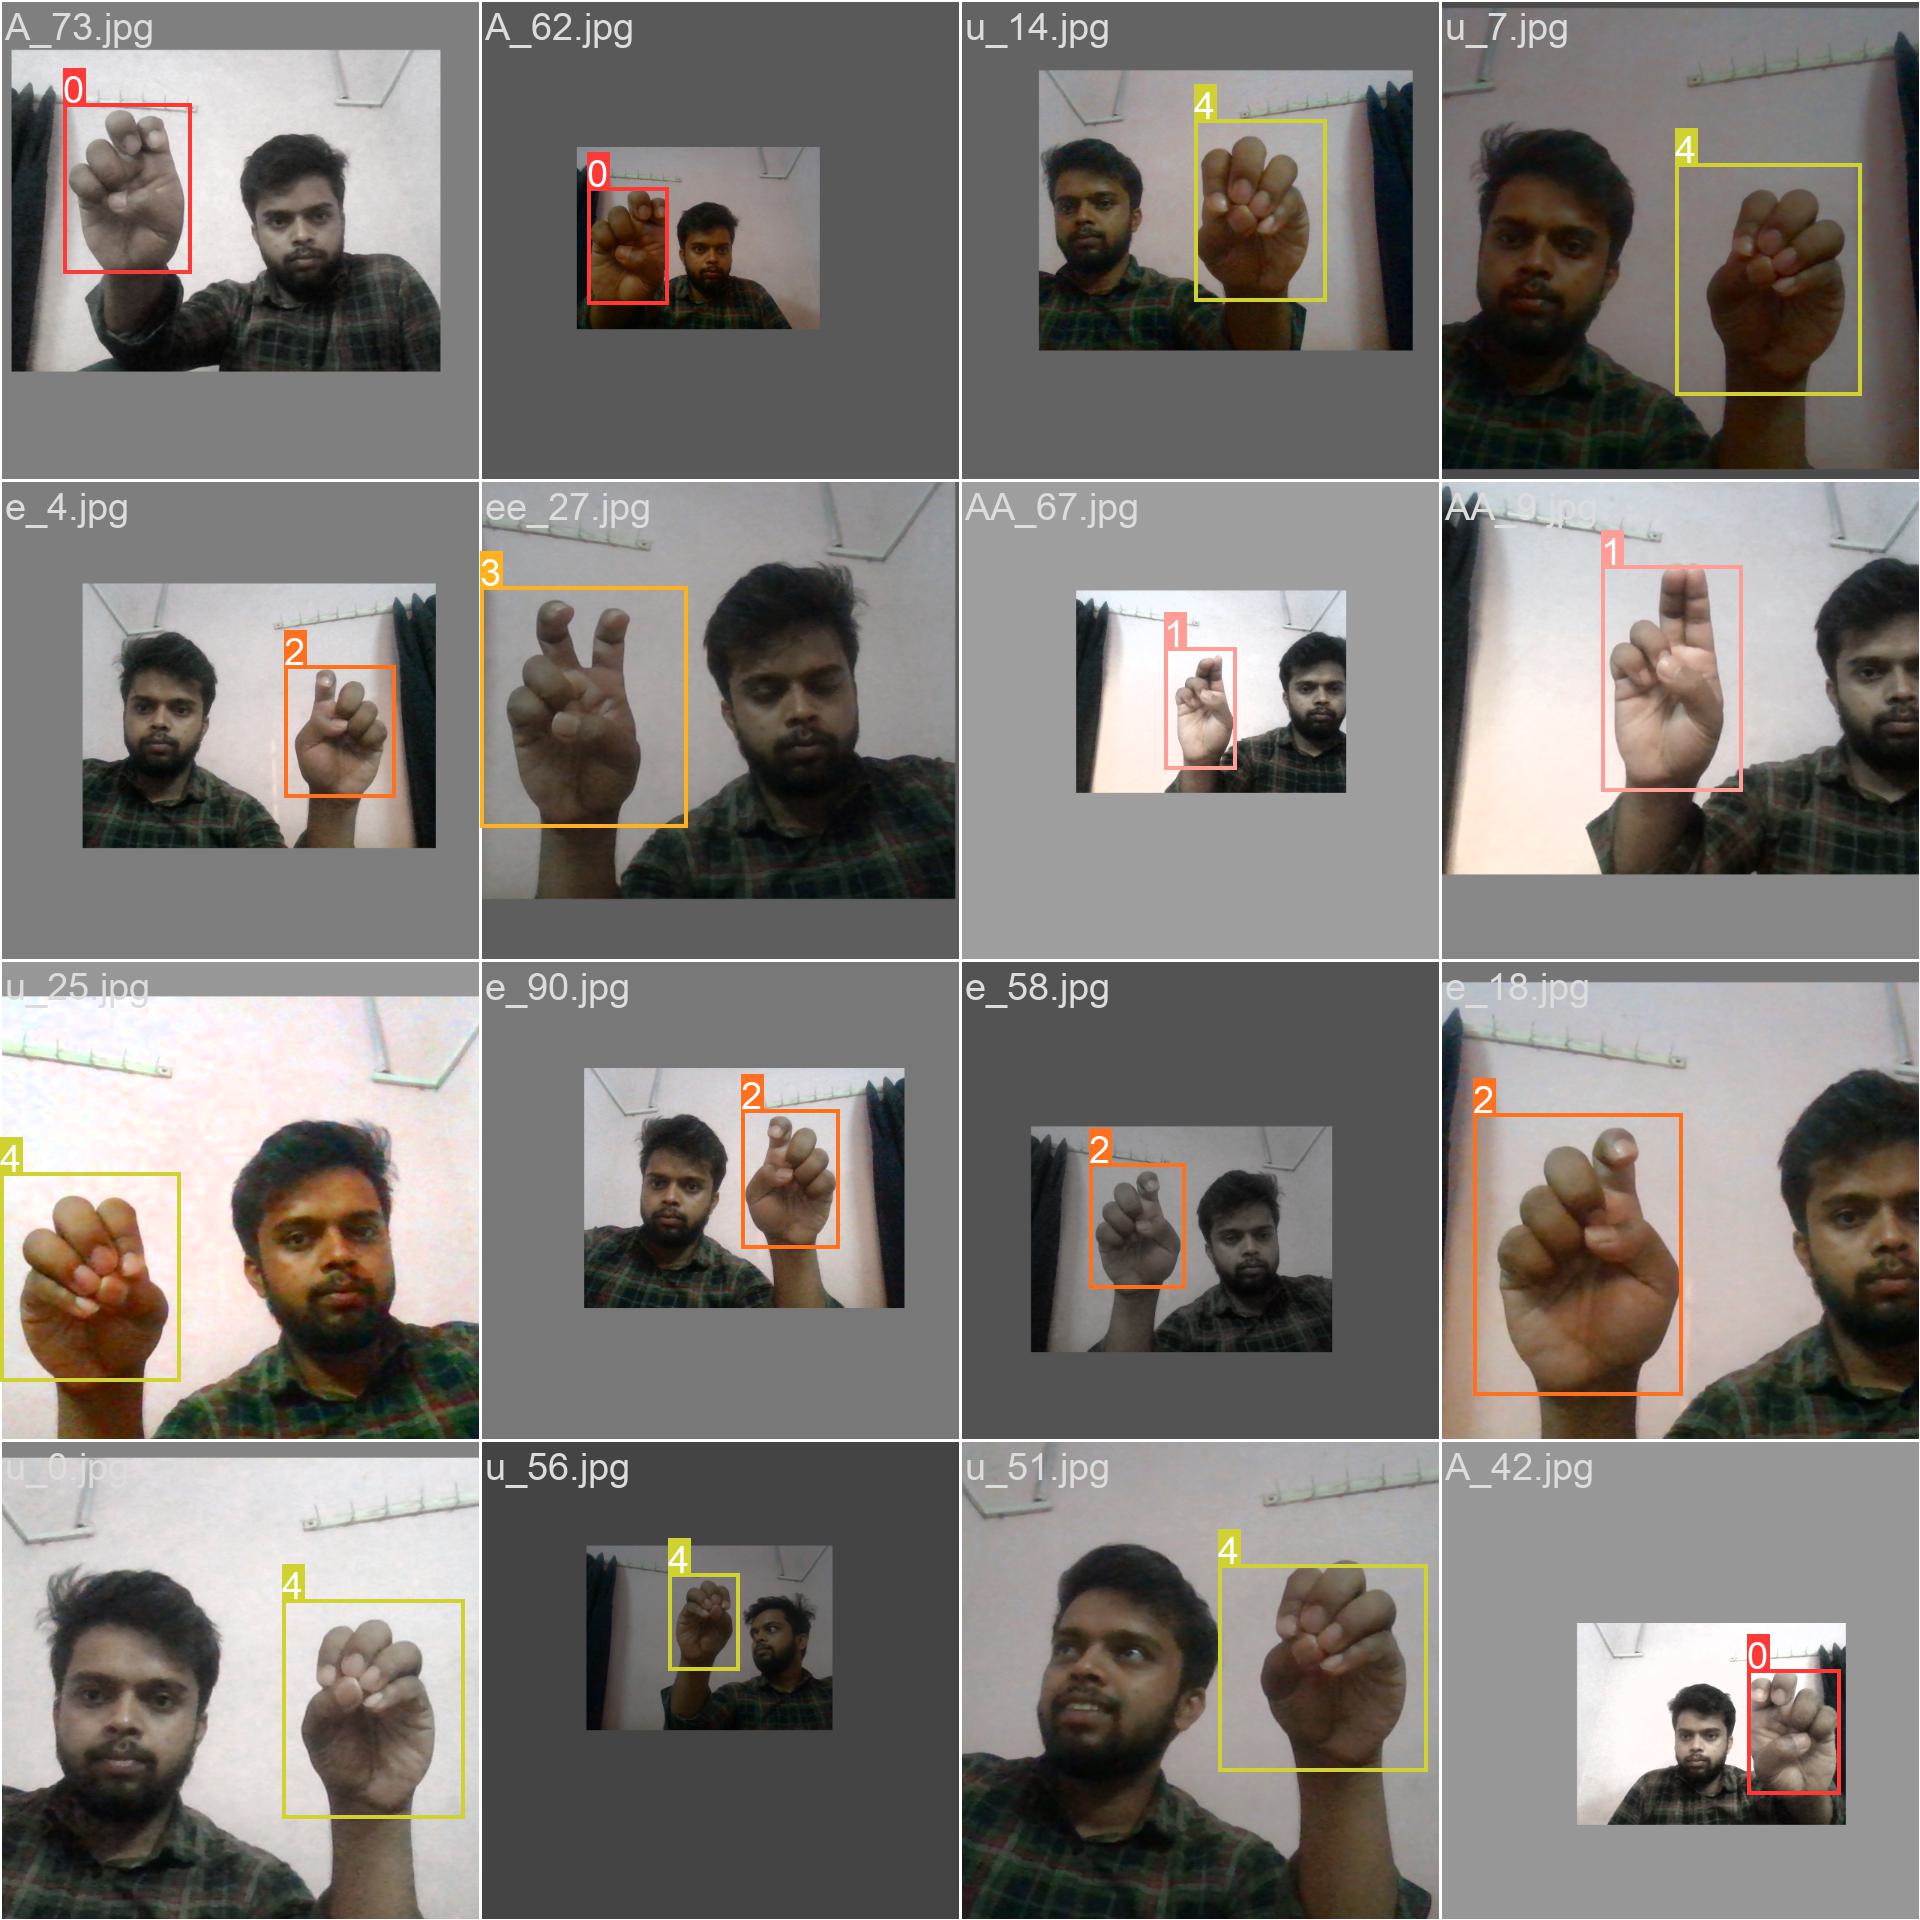 A_73.jpg A_62.jpg u_14.jpg u_7.jpg
0 0 4 4
e_4.jpg ee_27.jpg AA_67.jpg AA_9.jpg
2 3 1 1
u_25.jpg e_90.jpg e_58.jpg e_18.jpg
4 2 2 2
u_0.jpg u_56.jpg u_51.jpg A_42.jpg
4 4 4 0